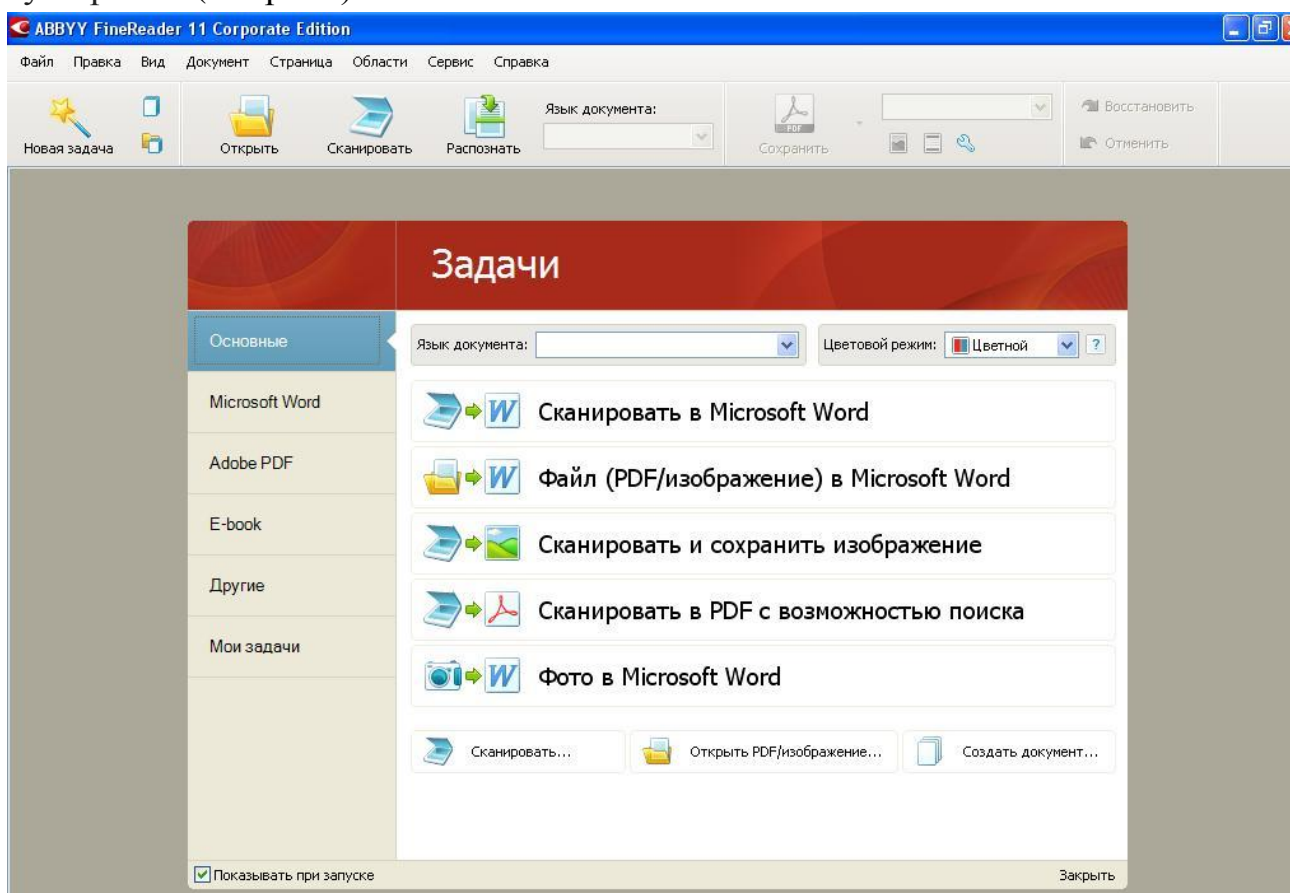 ABBYY FineReader 11 Corporate Edition
Файл Правка Вид Документ Страница Области Сервис Справка
Новая задача Открыть Сканировать Распознать Язык документа: PDF Сохранить Восстановить Отменить
Задачи
Основные
Microsoft Word
Adobe PDF
E-book
Другие
Мои задачи
Язык документа: Цветовой режим: Цветной ?
Сканировать в Microsoft Word
Файл (PDF/изображение) в Microsoft Word
Сканировать и сохранить изображение
Сканировать в PDF с возможностью поиска
Фото в Microsoft Word
Сканировать... Открыть PDF/изображение... Создать документ...
Показывать при запуске Закрыть